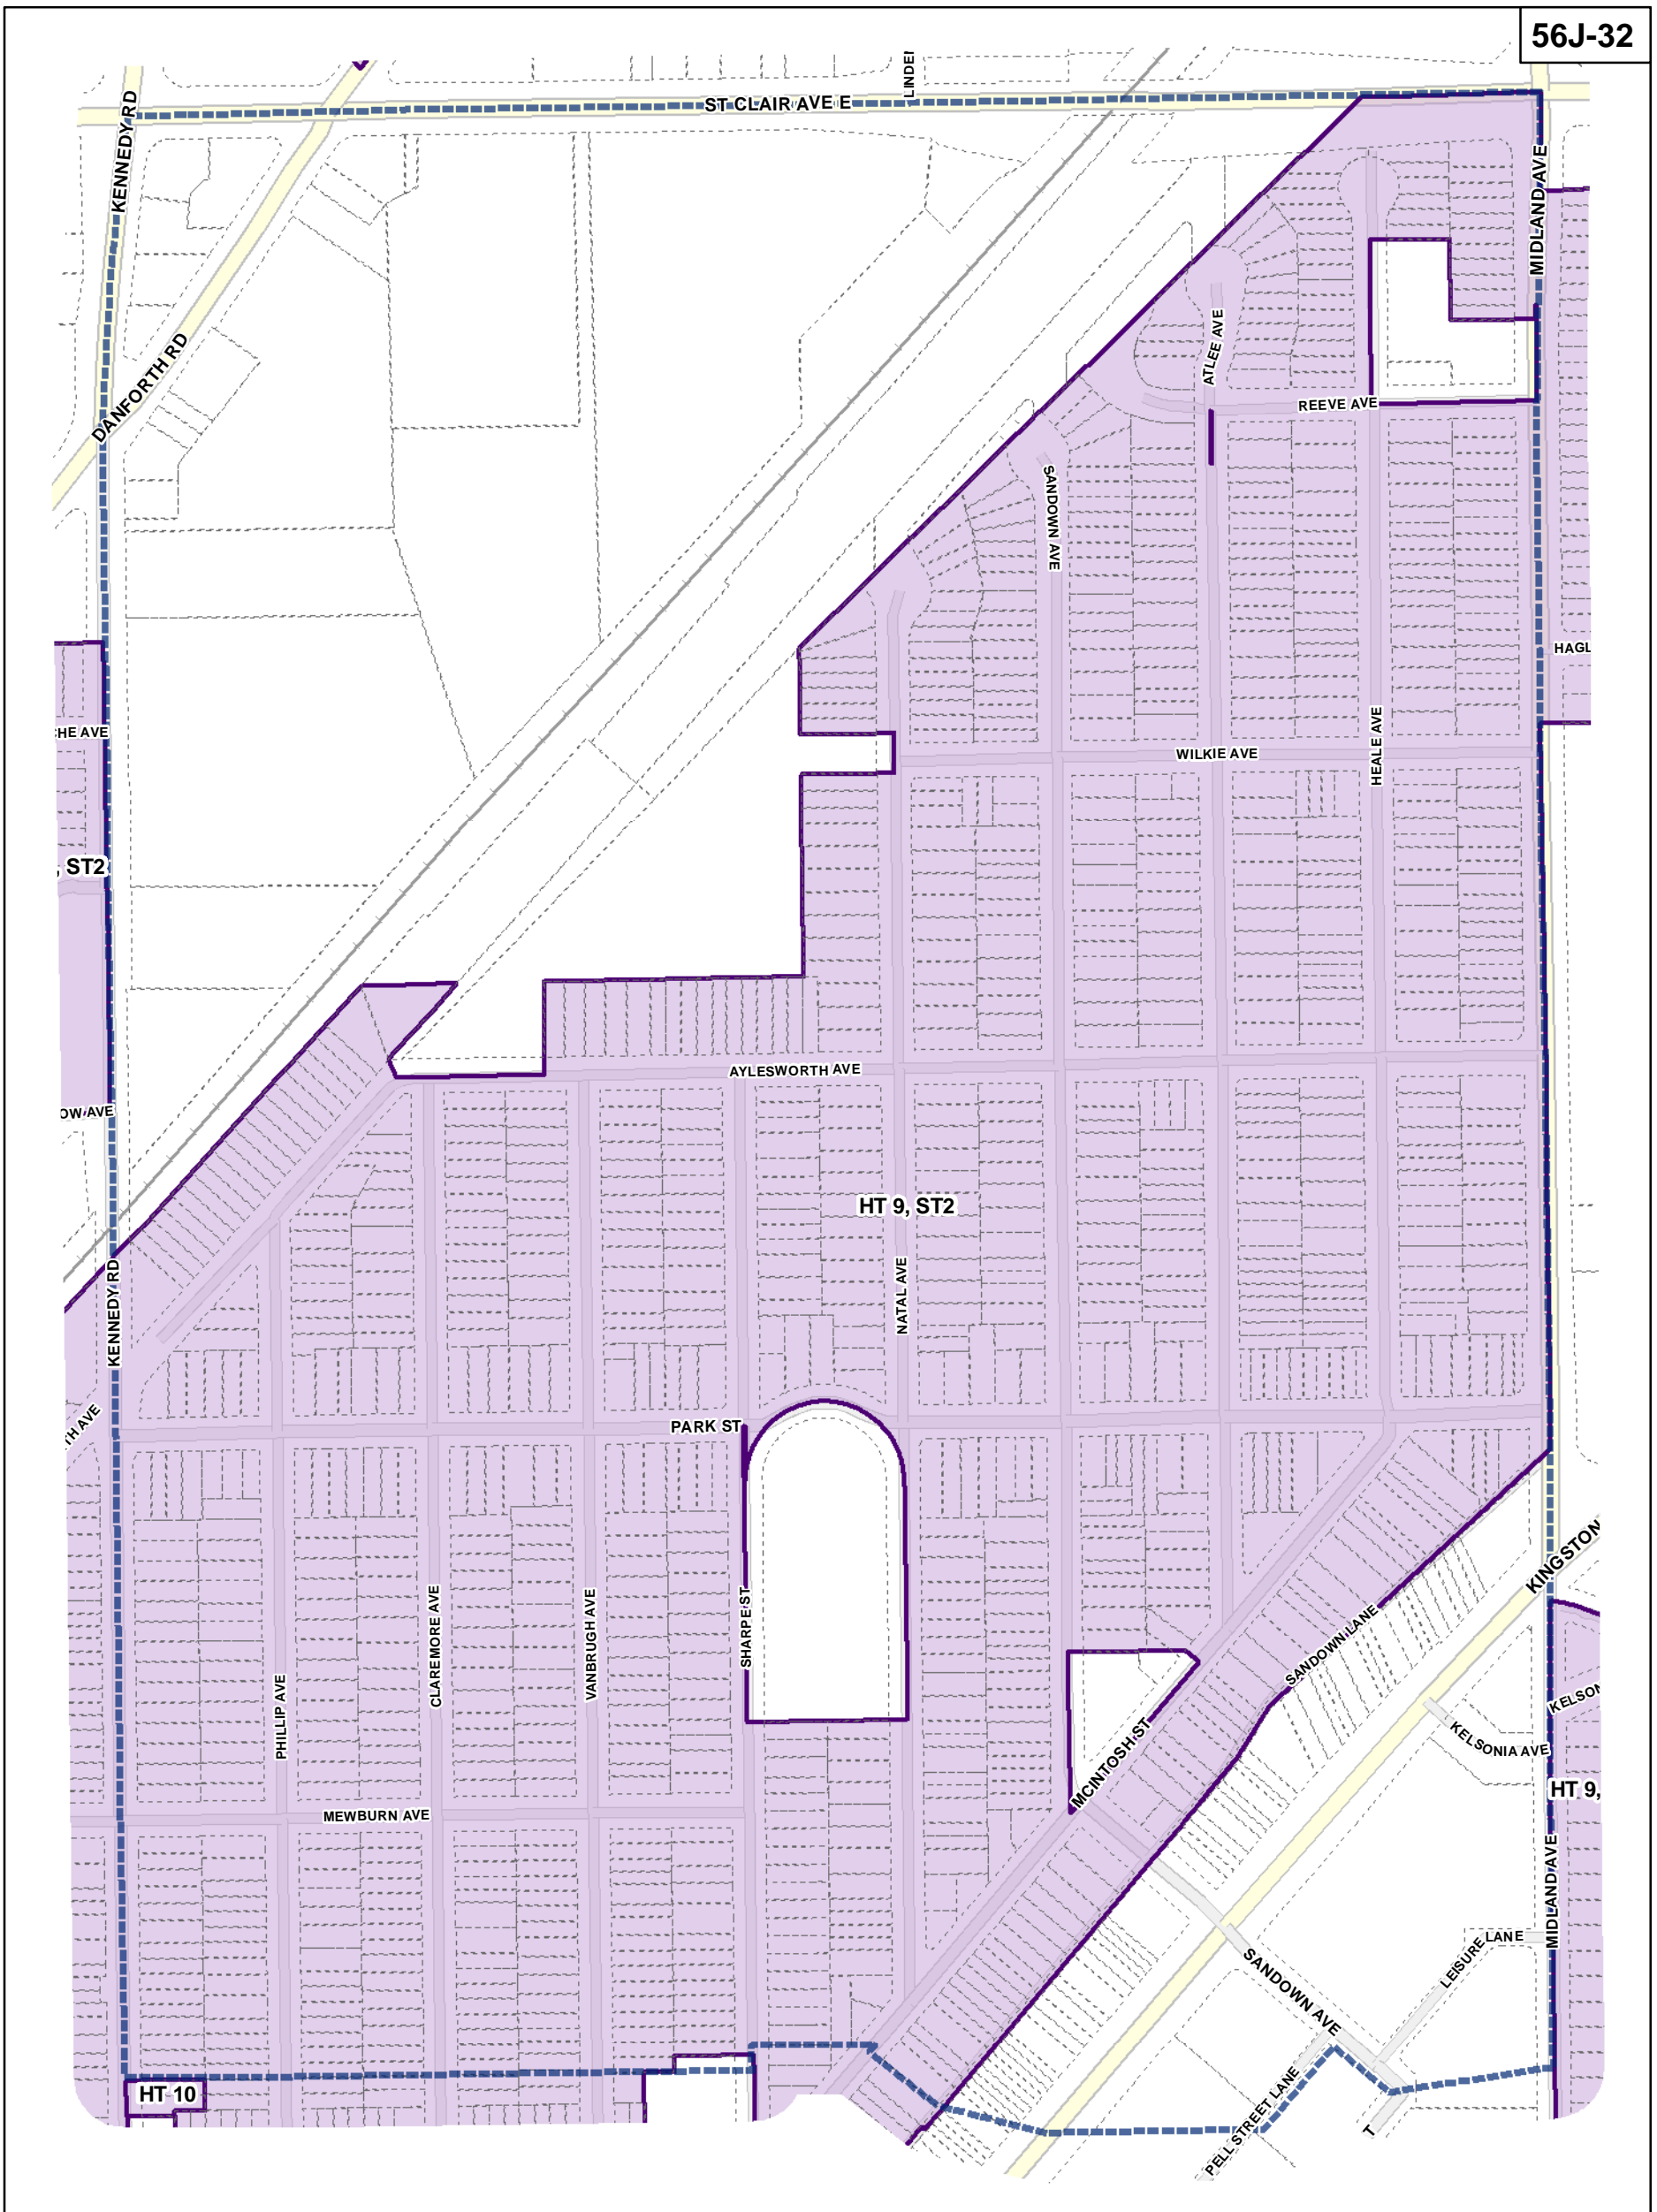 56J-32
LINDE
ST CLAIR AVE E
KENNEDY RD
MIDLAND AVE
DANFORTH RD
ATLEE AVE
REEVE AVE
SANDOWN AVE
HAGL
HE AVE
WILKIE AVE
HEALE AVE
, ST2
AYLESWORTH AVE
OW AVE
HT 9, ST2
NATAL AVE
KENNEDY RD
TH AVE
PARK ST
KINGSTON
SHARPE ST
CLAREMORE AVE
VANBRUGH AVE
SANDOWN LANE
PHILLIP AVE
KELSON
MCINTOSH ST
KELSONIA AVE
HT 9,
MEWBURN AVE
MIDLAND AVE
LEISURE LANE
SANDOWN AVE
HT 10
PELL STREET LANE
T